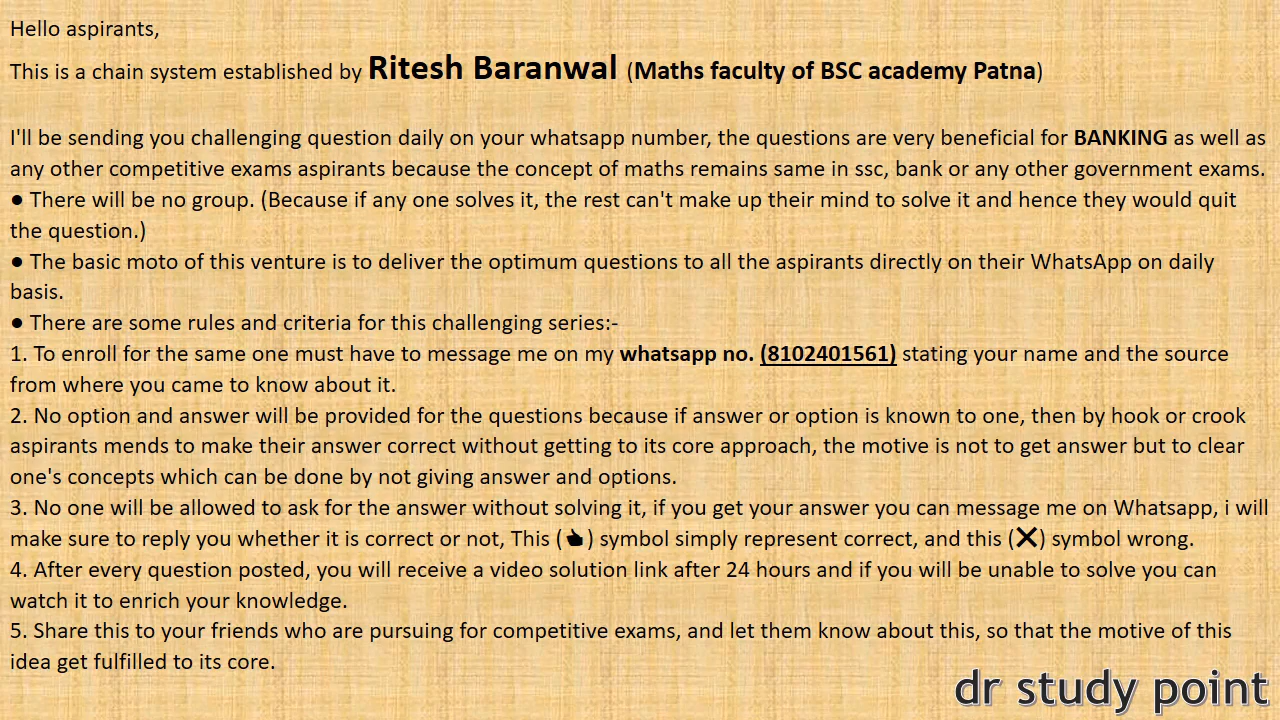 Hello aspirants,
This is a chain system established by Ritesh Baranwal (Maths faculty of BSC academy Patna)
I'll be sending you challenging question daily on your whatsapp number, the questions are very beneficial for BANKING as well as
any other competitive exams aspirants because the concept of maths remains same in ssc, bank or any other government exams.
● There will be no group. (Because if any one solves it, the rest can't make up their mind to solve it and hence they would quit
the question.)
● The basic moto of this venture is to deliver the optimum questions to all the aspirants directly on their WhatsApp on daily
basis.
● There are some rules and criteria for this challenging series:-
1. To enroll for the same one must have to message me on my whatsapp no. (8102401561) stating your name and the source
from where you came to know about it.
2. No option and answer will be provided for the questions because if answer or option is known to one, then by hook or crook
aspirants mends to make their answer correct without getting to its core approach, the motive is not to get answer but to clear
one's concepts which can be done by not giving answer and options.
3. No one will be allowed to ask for the answer without solving it, if you get your answer you can message me on Whatsapp, i will
make sure to reply you whether it is correct or not, This (👍) symbol simply represent correct, and this (❌) symbol wrong.
4. After every question posted, you will receive a video solution link after 24 hours and if you will be unable to solve you can
watch it to enrich your knowledge.
5. Share this to your friends who are pursuing for competitive exams, and let them know about this, so that the motive of this
idea get fulfilled to its core.
dr study point